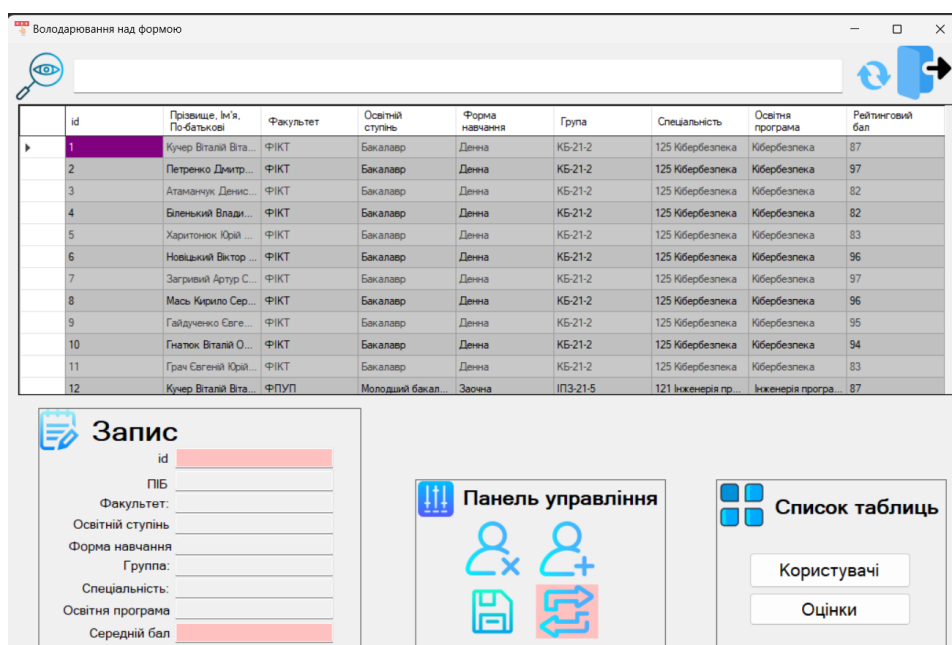 Володарювання над формою
id Прізвище, Ім'я, По-батькові Факультет Освітній ступінь Форма навчання Група Спеціальність Освітня програма Рейтинговий бал
1 Кучер Віталій Віта... ФІКТ Бакалавр Денна КБ-21-2 125 Кібербезпека Кібербезпека 87
2 Петренко Дмитр... ФІКТ Бакалавр Денна КБ-21-2 125 Кібербезпека Кібербезпека 97
3 Атаманчук Денис... ФІКТ Бакалавр Денна КБ-21-2 125 Кібербезпека Кібербезпека 82
4 Біленький Влади... ФІКТ Бакалавр Денна КБ-21-2 125 Кібербезпека Кібербезпека 82
5 Харитонюк Юрій ... ФІКТ Бакалавр Денна КБ-21-2 125 Кібербезпека Кібербезпека 83
6 Новіцький Віктор ... ФІКТ Бакалавр Денна КБ-21-2 125 Кібербезпека Кібербезпека 96
7 Загривий Артур С... ФІКТ Бакалавр Денна КБ-21-2 125 Кібербезпека Кібербезпека 97
8 Мась Кирило Сер... ФІКТ Бакалавр Денна КБ-21-2 125 Кібербезпека Кібербезпека 96
9 Гайдученко Євге... ФІКТ Бакалавр Денна КБ-21-2 125 Кібербезпека Кібербезпека 95
10 Гнатюк Віталій О... ФІКТ Бакалавр Денна КБ-21-2 125 Кібербезпека Кібербезпека 94
11 Грач Євгеній Юрій... ФІКТ Бакалавр Денна КБ-21-2 125 Кібербезпека Кібербезпека 83
12 Кучер Віталій Віта... ФПУП Молодший бакал... Заочна ІПЗ-21-5 121 Інженерія пр... Інженерія програ... 87
Запис
id
ПІБ
Факультет:
Освітній ступінь
Форма навчання
Группа:
Спеціальність:
Освітня програма
Середній бал
Панель управління
Список таблиць
Користувачі
Оцінки